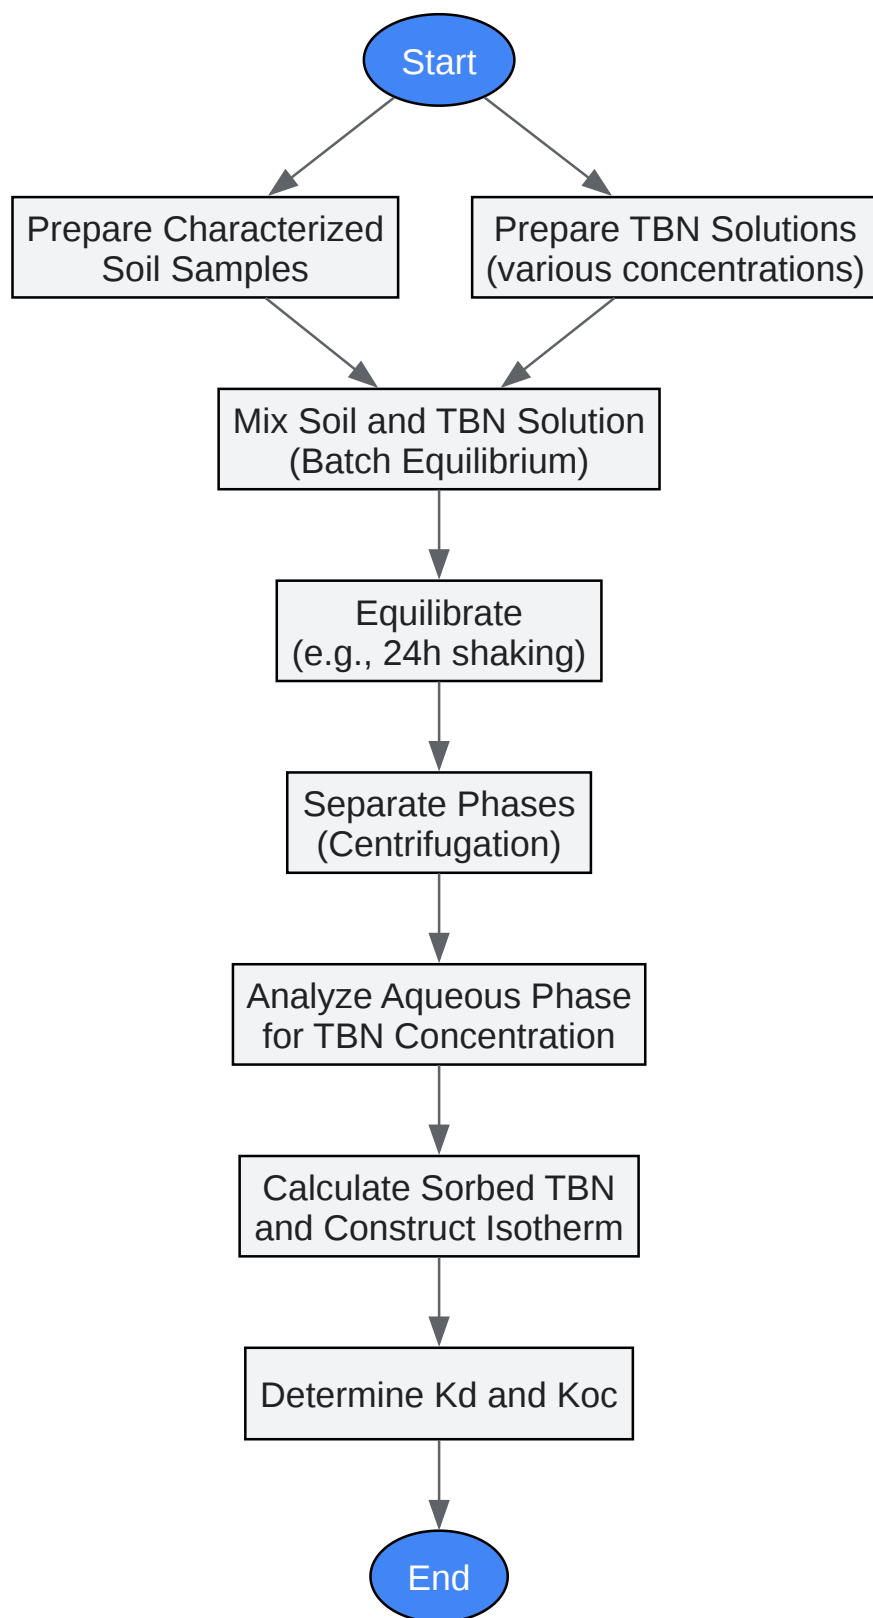 Start
Prepare Characterized
Soil Samples
Prepare TBN Solutions
(various concentrations)
Mix Soil and TBN Solution
(Batch Equilibrium)
Equilibrate
(e.g., 24h shaking)
Separate Phases
(Centrifugation)
Analyze Aqueous Phase
for TBN Concentration
Calculate Sorbed TBN
and Construct Isotherm
Determine Kd and Koc
End